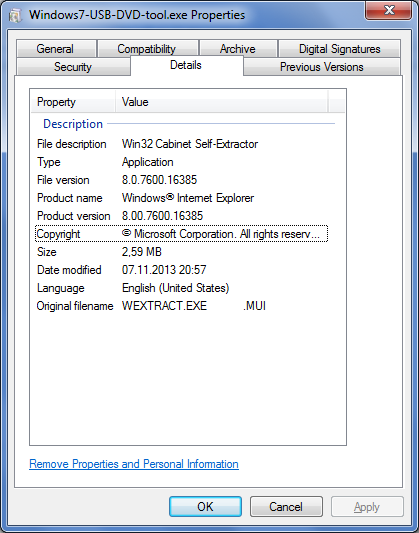 Windows7-USB-DVD-tool.exe Properties
General Compatibility Archive Digital Signatures
Security Details Previous Versions
Property Value
Description
File description Win32 Cabinet Self-Extractor
Type Application
File version 8.0.7600.16385
Product name Windows® Internet Explorer
Product version 8.00.7600.16385
Copyright © Microsoft Corporation. All rights reserv...
Size 2,59 MB
Date modified 07.11.2013 20:57
Language English (United States)
Original filename WEXTRACT.EXE .MUI
Remove Properties and Personal Information
OK Cancel Apply